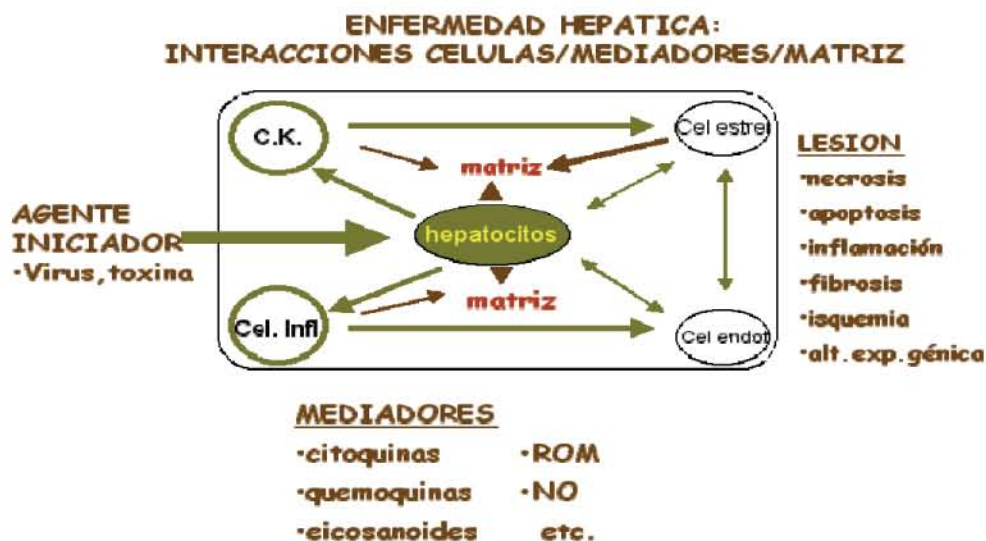 ENFERMEDAD HEPATICA:
INTERACCIONES CELULAS/MEDIADORES/MATRIZ
C.K.
Cel estrel
matriz
hepatocitos
matriz
Cel. Infl
Cel endot
AGENTE
INICIADOR
•Virus,toxina
LESION
•necrosis
•apoptosis
•inflamación
•fibrosis
•isquemia
•alt.exp.génica
MEDIADORES
•citoquinas
•quemoquinas
•eicosanoides
•ROM
•NO
etc.